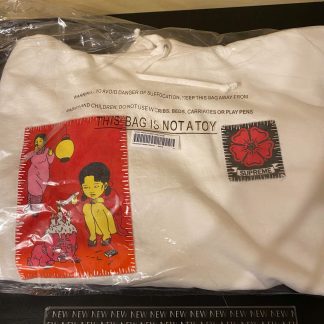 WARNING: TO AVOID DANGER OF SUFFOCATION, KEEP THIS BAG AWAY FROM
BABIES AND CHILDREN. DO NOT USE IN CRIBS, BEDS, CARRIAGES OR PLAY PENS
THIS BAG IS NOT A TOY
SUPREME
NEW NEW NEW NEW NEW NEW NEW NEW NEW